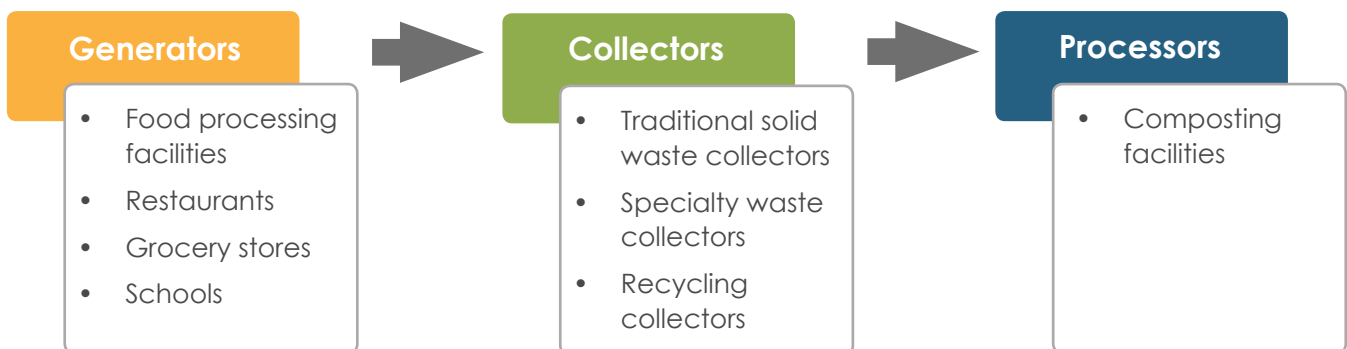 Generators
• Food processing
facilities
• Restaurants
• Grocery stores
• Schools
Collectors
• Traditional solid
waste collectors
• Specialty waste
collectors
• Recycling
collectors
Processors
• Composting
facilities